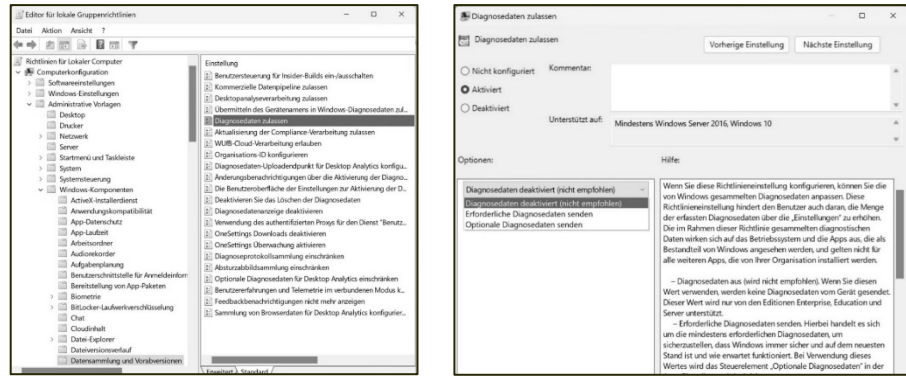 Editor für lokale Gruppenrichtlinien
Datei Aktion Ansicht ?
Richtlinien für Lokaler Computer
Computerkonfiguration
Softwareeinstellungen
Windows-Einstellungen
Administrative Vorlagen
Desktop
Drucker
Netzwerk
Server
Startmenü und Taskleiste
System
Systemsteuerung
Windows-Komponenten
ActiveX-Installerdienst
Anwendungskompatibilität
App-Datenschutz
App-Laufzeit
Arbeitsordner
Audiorekorder
Aufgabenplanung
Benutzerschnittstelle für Anmeldeinforr
Bereitstellung von App-Paketen
Biometrie
BitLocker-Laufwerkverschlüsselung
Chat
Cloudinhalt
Datei-Explorer
Dateiversionsverlauf
Datensammlung und Vorabversionen
Einstellung
Benutzersteuerung für Insider-Builds ein-/ausschalten
Kommerzielle Datenpipeline zulassen
Desktopanalyseverarbeitung zulassen
Übermitteln des Gerätenamens in Windows-Diagnosedaten zul...
Diagnosedaten zulassen
Aktualisierung der Compliance-Verarbeitung zulassen
WUfB-Cloud-Verarbeitung erlauben
Organisations-ID konfigurieren
Diagnosedaten-Uploadendpunkt für Desktop Analytics konfigu...
Änderungsbenachrichtigungen über die Aktivierung der Diagno...
Die Benutzeroberfläche der Einstellungen zur Aktivierung der D...
Deaktivieren Sie das Löschen der Diagnosedaten
Diagnosedatenanzeige deaktivieren
Verwendung des authentifizierten Proxys für den Dienst "Benutz...
OneSettings Downloads deaktivieren
OneSettings Überwachung aktivieren
Diagnoseprotokollsammlung einschränken
Absturzabbildsammlung einschränken
Optionale Diagnosedaten für Desktop Analytics einschränken
Benutzererfahrungen und Telemetrie im verbundenen Modus k...
Feedbackbenachrichtigungen nicht mehr anzeigen
Sammlung von Browserdaten für Desktop Analytics konfigurier...
Erweitert Standard
Diagnosedaten zulassen
Diagnosedaten zulassen
Vorherige Einstellung Nächste Einstellung
Nicht konfiguriert Kommentar:
Aktiviert
Deaktiviert
Unterstützt auf: Mindestens Windows Server 2016, Windows 10
Optionen: Hilfe:
Diagnosedaten deaktiviert (nicht empfohlen)
Diagnosedaten deaktiviert (nicht empfohlen)
Erforderliche Diagnosedaten senden
Optionale Diagnosedaten senden
Wenn Sie diese Richtlinieneinstellung konfigurieren, können Sie die
von Windows gesammelten Diagnosedaten anpassen. Diese
Richtlinieneinstellung hindert den Benutzer auch daran, die Menge
der erfassten Diagnosedaten über die „Einstellungen“ zu erhöhen.
Die im Rahmen dieser Richtlinie gesammelten diagnostischen
Daten wirken sich auf das Betriebssystem und die Apps aus, die als
Bestandteil von Windows angesehen werden, und gelten nicht für
alle weiteren Apps, die von Ihrer Organisation installiert werden.
– Diagnosedaten aus (wird nicht empfohlen). Wenn Sie diesen
Wert verwenden, werden keine Diagnosedaten vom Gerät gesendet.
Dieser Wert wird nur von den Editionen Enterprise, Education und
Server unterstützt.
– Erforderliche Diagnosedaten senden. Hierbei handelt es sich
um die mindestens erforderlichen Diagnosedaten, um
sicherzustellen, dass Windows immer sicher und auf dem neuesten
Stand ist und wie erwartet funktioniert. Bei Verwendung dieses
Wertes wird das Steuerelement „Optionale Diagnosedaten“ in der